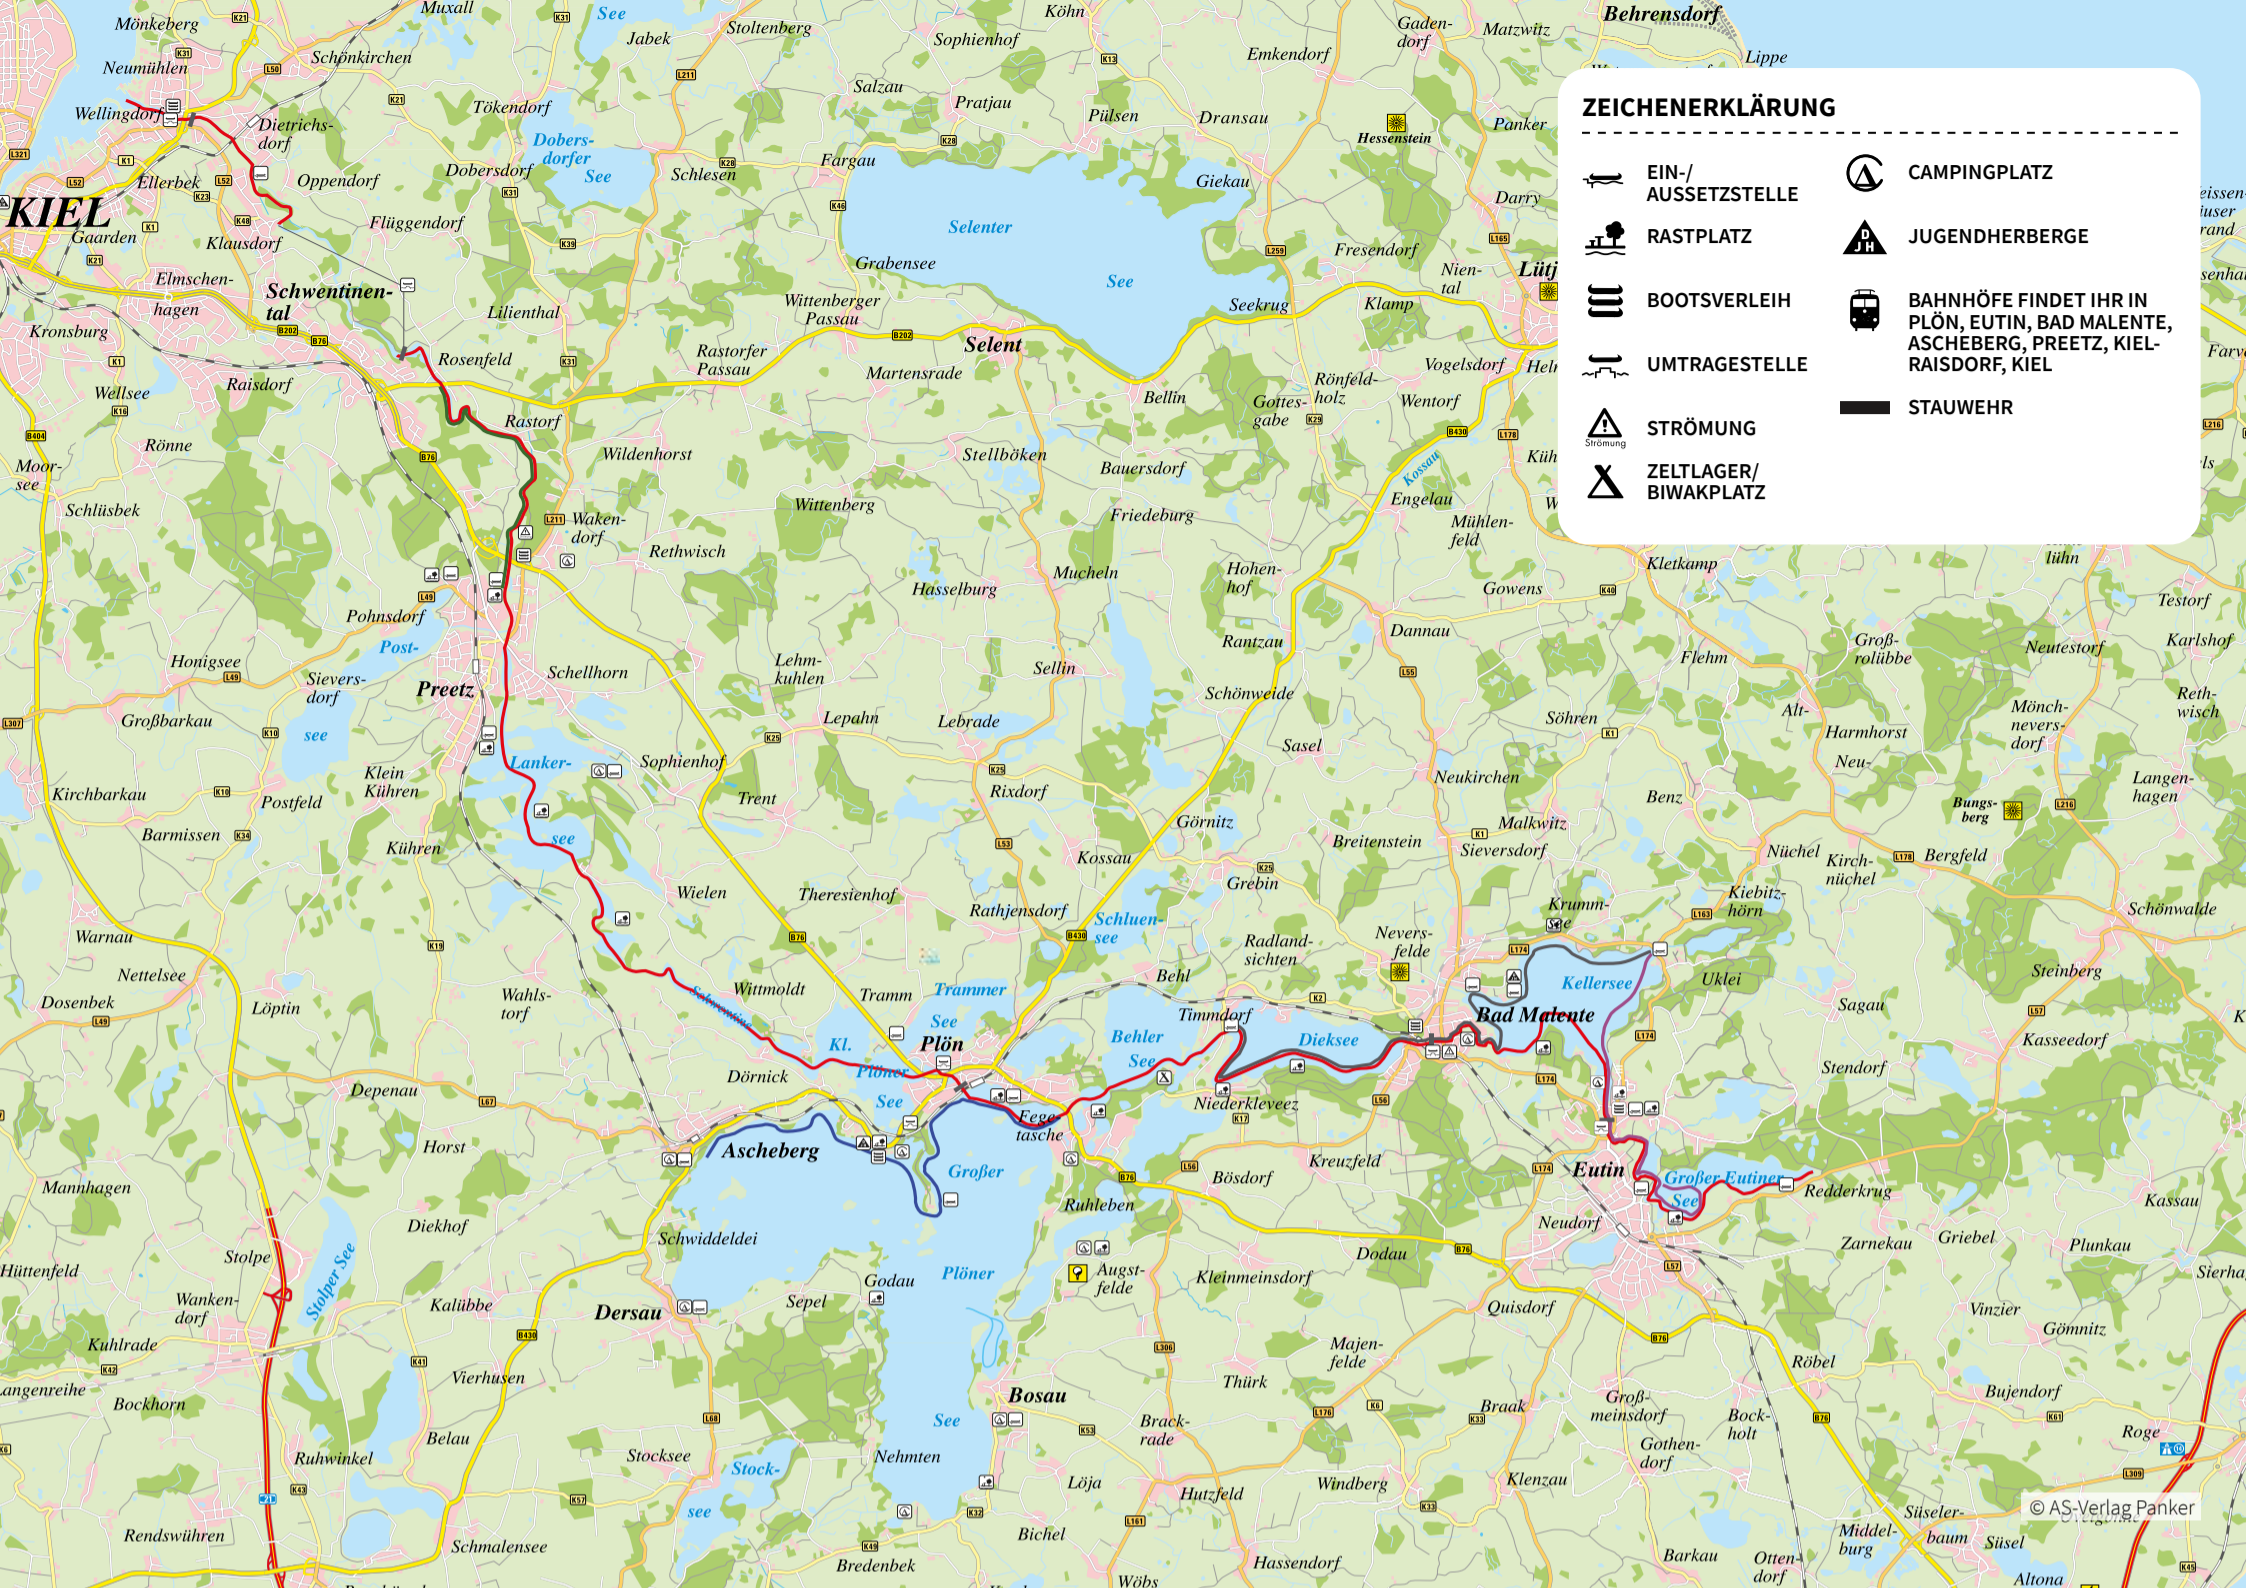 ZEICHENERKLÄRUNG
EIN-/
AUSSETZSTELLE
RASTPLATZ
BOOTSVERLEIH
UMTRAGESTELLE
Strömung
STRÖMUNG
ZELTLAGER/
BIWAKPLATZ
CAMPINGPLATZ
D
JH
JUGENDHERBERGE
BAHNHÖFE FINDET IHR IN
PLÖN, EUTIN, BAD MALENTE,
ASCHEBERG, PREETZ, KIEL-
RAISDORF, KIEL
STAUWEHR
Muxall
See
Köhn
Behrensdorf
Mönkeberg
Jabek
Stoltenberg
Sophienhof
Gaden-
dorf
Matzwitz
Lippe
Schönkirchen
Neumühlen
Emkendorf
Salzau
Tökendorf
Pratjau
Pülsen
Dransau
Panker
Hessenstein
Wellingdorf
Dietrichs-
dorf
Dobers-
dorfer
See
Dobersdorf
Schlesen
Fargau
Giekau
Darry
Ellerbek
Oppendorf
KIEL
Gaarden
Flüggendorf
Klausdorf
Selenter
See
Fresendorf
Nien-
tal
Lütj
Grabensee
Elmschen-
hagen
Schwentinen-
tal
Lilienthal
Wittenberger
Passau
Seekrug
Klamp
Kronsburg
Rosenfeld
Rastorfer
Passau
Selent
Martensrade
Vogelsdorf
Raisdorf
Wellsee
Rastorf
Bellin
Rönfeld-
holz
Gottes-
gabe
Wentorf
Rönne
Moor-
see
Wildenhorst
Stellböken
Bauersdorf
Kossau
Engelau
Schlüsbek
Wittenberg
Friedeburg
Mühlen-
feld
Waken-
dorf
Rethwisch
Hasselburg
Mucheln
Hohen-
hof
Gowens
Kletkamp
lühn
Testorf
Pohnsdorf
Post-
see
Rantzau
Dannau
Groß-
rolübbe
Neutestorf
Karlshof
Honigsee
Sievers-
dorf
Preetz
Schellhorn
Lehm-
kuhlen
Sellin
Schönweide
Flehm
Reth-
wisch
Großbarkau
Lepahn
Lebrade
Söhren
Alt-
Harmhorst
Neu-
Mönch-
nevers-
dorf
Lanker-
see
Sophienhof
Sasel
Klein
Kühren
Neukirchen
Langen-
hagen
Kirchbarkau
Postfeld
Trent
Rixdorf
Benz
Bungs-
berg
Barmissen
Kühren
Görnitz
Malkwitz
Breitenstein
Sieversdorf
Kossau
Nüchel
Kirch-
nüchel
Bergfeld
Wielen
Theresienhof
Grebin
Kiebitz-
hörn
Krumm-
see
Rathjensdorf
Schluen-
see
Schönwalde
Warnau
Nettelsee
Radland-
sichten
Nevers-
felde
Steinberg
Dosenbek
Löptin
Wahls-
torf
Schwentine
Wittmoldt
Tramm
Trammer
See
Behl
Timmdorf
Kellersee
Uklei
Sagau
Bad Malente
Kl.
Plöner
See
Plön
Behler
See
Dieksee
Kasseedorf
Depenau
Dörnick
Niederkleveez
Stendorf
Fege-
tasche
Horst
Ascheberg
Großer
Plöner
See
Kreuzfeld
Bösdorf
Eutin
Großer Eutiner
See
Redderkrug
Kassau
Mannhagen
Diekhof
Ruhleben
Neudorf
Zarnekau
Griebel
Plunkau
Stolpe
Stolper See
Schwiddeldei
Dodau
Hüttenfeld
Augst-
felde
Kleinmeinsdorf
Godau
Sepel
Wanken-
dorf
Kalübbe
Dersau
Quisdorf
Vinzier
Gömnitz
Kuhlrade
Majen-
felde
Röbel
Vierhusen
Thürk
Bosau
Groß-
meinsdorf
Bujendorf
Bockhorn
Braak
Bock-
holt
Brack-
rade
Belau
Roge
Ruhwinkel
Stocksee
Stock-
see
Nehmten
Gothen-
dorf
Löja
Windberg
Klenzau
Hutzfeld
Rendswühren
Bichel
Süseler-
baum
Middel-
burg
Süsel
Schmalensee
Bredenbek
Hassendorf
Barkau
Otten-
dorf
Wöbs
Altona
© AS-Verlag Panker